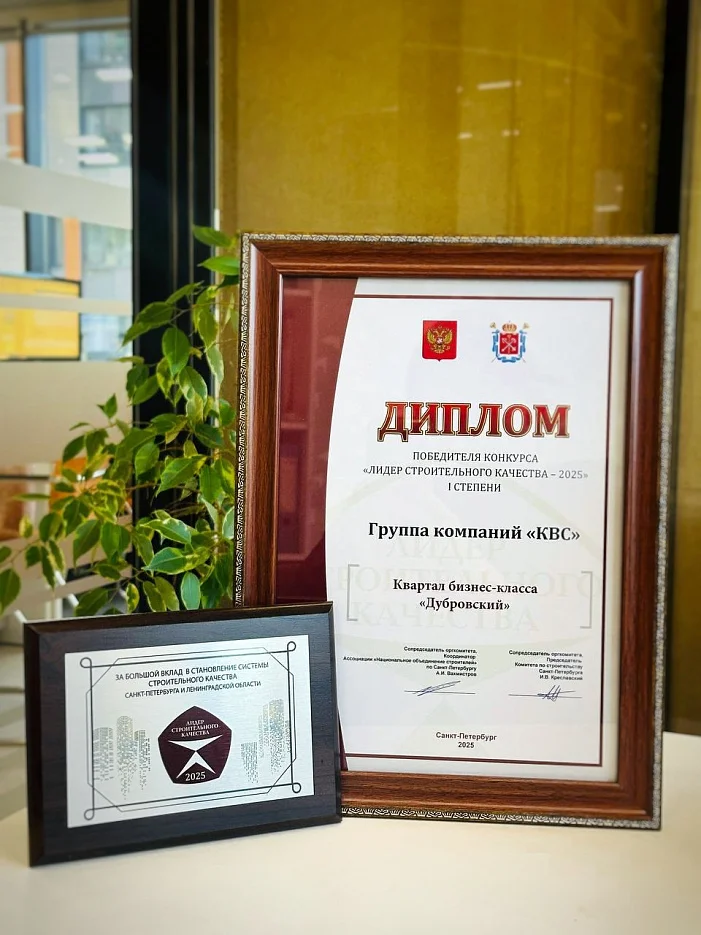 ДИПЛОМ
ПОБЕДИТЕЛЯ КОНКУРСА
«ЛИДЕР СТРОИТЕЛЬНОГО КАЧЕСТВА – 2025»
I СТЕПЕНИ
Группа компаний «КВС»
Квартал бизнес-класса
«Дубровский»
Сопредседатель оргкомитета,
Координатор
Ассоциации «Национальное объединение строителей»
по Санкт-Петербургу
А.И. Вахмистров
Сопредседатель оргкомитета,
Председатель
Комитета по строительству
Санкт-Петербурга
И.В. Креславский
Санкт-Петербург
2025
ЗА БОЛЬШОЙ ВКЛАД В СТАНОВЛЕНИЕ СИСТЕМЫ
СТРОИТЕЛЬНОГО КАЧЕСТВА
САНКТ-ПЕТЕРБУРГА И ЛЕНИНГРАДСКОЙ ОБЛАСТИ
ЛИДЕР
СТРОИТЕЛЬНОГО
КАЧЕСТВА
2025